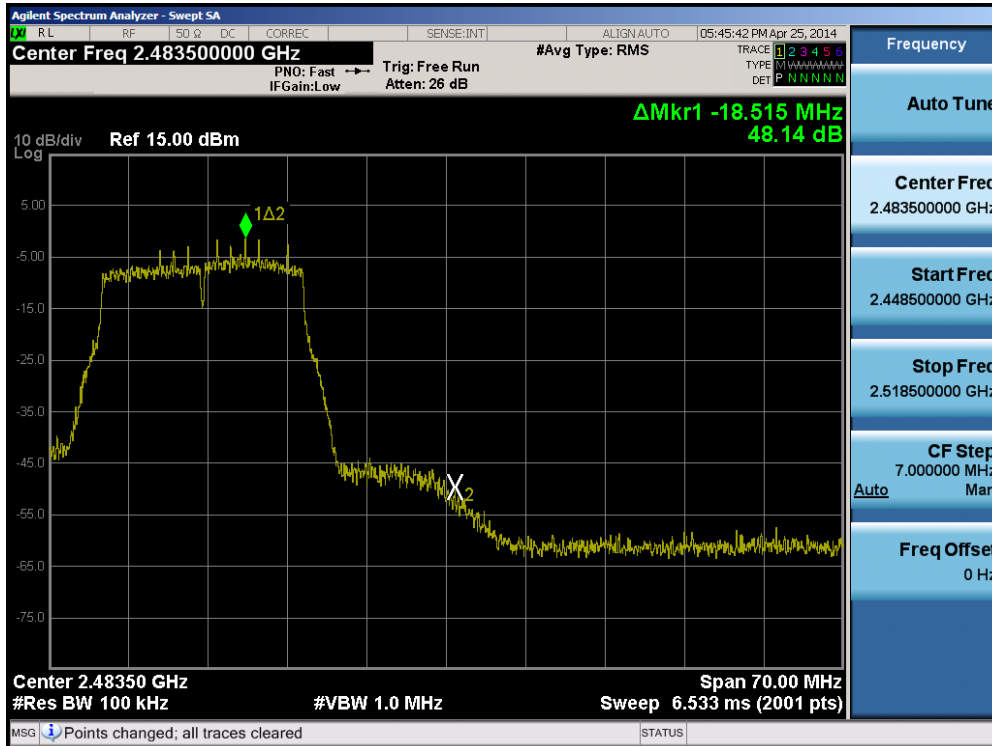 Agilent Spectrum Analyzer - Swept SA
LXI RL RF 50 Ω DC CORREC SENSE:INT ALIGN AUTO 05:45:42 PM Apr 25, 2014
Center Freq 2.483500000 GHz
#Avg Type: RMS
TRACE 1 2 3 4 5 6
PNO: Fast
Trig: Free Run
TYPE M WWWWW
IFGain:Low
Atten: 26 dB
DET P N N N N N
ΔMkr1 -18.515 MHz
48.14 dB
10 dB/div Ref 15.00 dBm
Log
5.00
1Δ2
-5.00
-15.0
-25.0
-35.0
-45.0
X2
-55.0
-65.0
-75.0
Center 2.48350 GHz
Span 70.00 MHz
#Res BW 100 kHz
#VBW 1.0 MHz
Sweep 6.533 ms (2001 pts)
MSG Points changed; all traces cleared STATUS
Frequency
Auto Tune
Center Freq
2.483500000 GHz
Start Freq
2.448500000 GHz
Stop Freq
2.518500000 GHz
CF Step
7.000000 MHz
Auto Man
Freq Offset
0 Hz